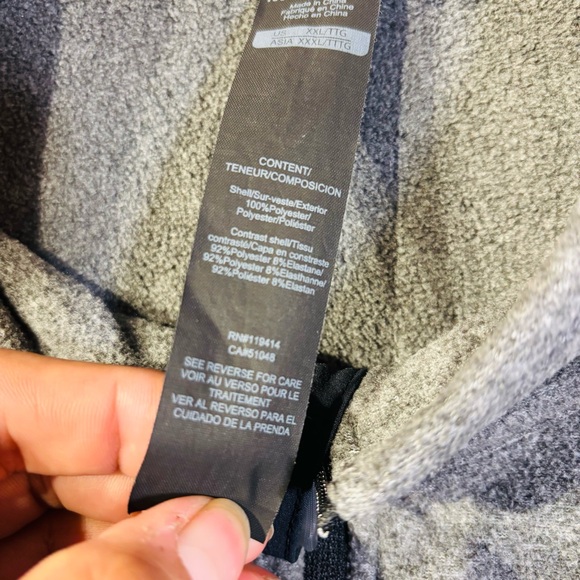 Made in China
Fabriqué en Chine
Hecho en China
US XXL/TTG
ASIA XXXL/TTTG
CONTENT/
TENEUR/COMPOSICION
Shell/Sur-veste/Exterior
100%Polyester/
Polyester/Poliéster
Contrast shell/Tissu
contrasté/Capa en constraste
92%Polyester 8%Elastane/
92%Polyester 8%Elasthanne/
92%Poliéster 8%Elastan
RN#119414
CA#51048
SEE REVERSE FOR CARE
VOIR AU VERSO POUR LE
TRAITEMENT
VER AL REVERSO PARA EL
CUIDADO DE LA PRENDA